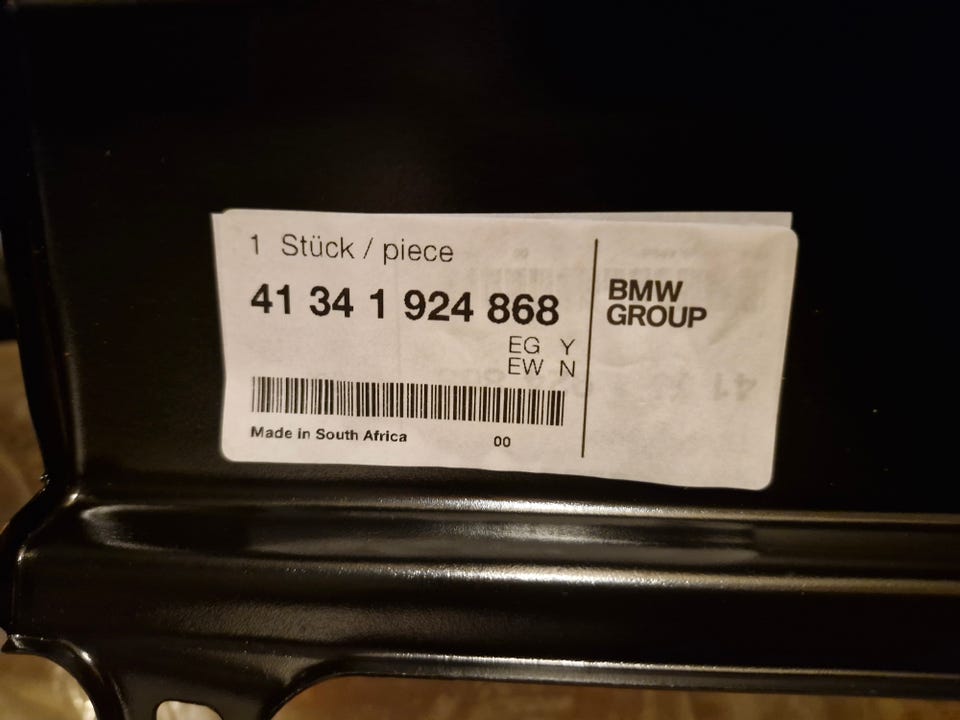 1 Stück / piece
41 34 1 924 868
EG Y
EW N
Made in South Africa 00
BMW
GROUP